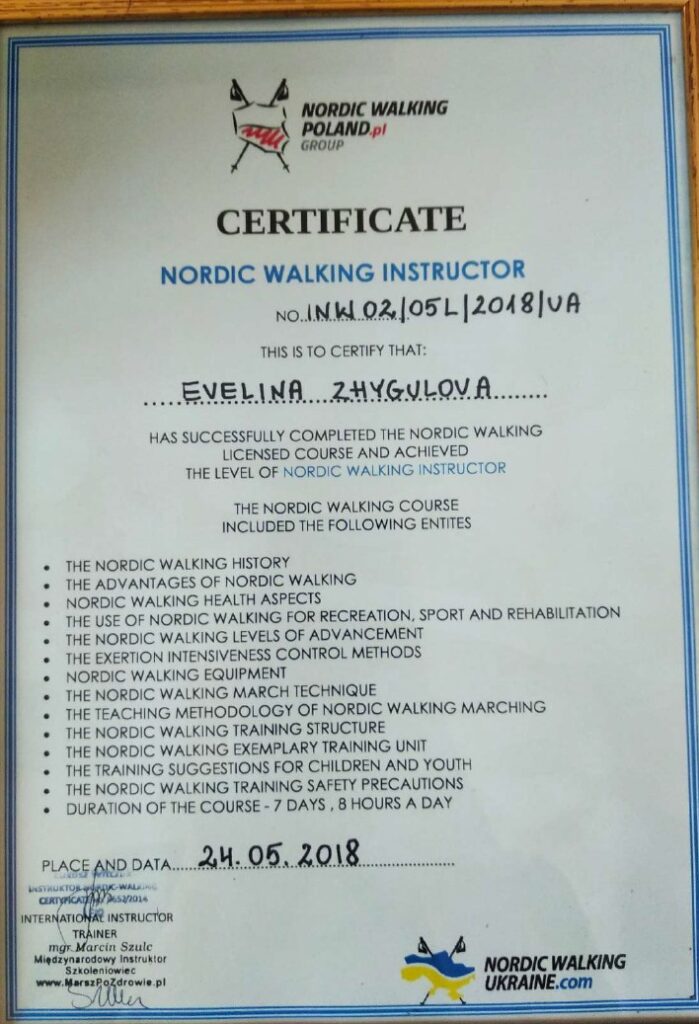 NORDIC WALKING
POLAND.pl
GROUP
CERTIFICATE
NORDIC WALKING INSTRUCTOR
NO. INW 02/05L/2018/UA
THIS IS TO CERTIFY THAT:
EVELINA ZHYGULOVA
HAS SUCCESSFULLY COMPLETED THE NORDIC WALKING
LICENSED COURSE AND ACHIEVED
THE LEVEL OF NORDIC WALKING INSTRUCTOR
THE NORDIC WALKING COURSE
INCLUDED THE FOLLOWING ENTITES
• THE NORDIC WALKING HISTORY
• THE ADVANTAGES OF NORDIC WALKING
• NORDIC WALKING HEALTH ASPECTS
• THE USE OF NORDIC WALKING FOR RECREATION, SPORT AND REHABILITATION
• THE NORDIC WALKING LEVELS OF ADVANCEMENT
• THE EXERTION INTENSIVENESS CONTROL METHODS
• NORDIC WALKING EQUIPMENT
• THE NORDIC WALKING MARCH TECHNIQUE
• THE TEACHING METHODOLOGY OF NORDIC WALKING MARCHING
• THE NORDIC WALKING TRAINING STRUCTURE
• THE NORDIC WALKING EXEMPLARY TRAINING UNIT
• THE TRAINING SUGGESTIONS FOR CHILDREN AND YOUTH
• THE NORDIC WALKING TRAINING SAFETY PRECAUTIONS
• DURATION OF THE COURSE - 7 DAYS , 8 HOURS A DAY
PLACE AND DATA 24.05.2018
INSTRUKTOR NORDIC-WALKING
INTERNATIONAL INSTRUCTOR
TRAINER
mgr Marcin Szulc
Międzynarodowy Instruktor
Szkoleniowiec
www.MarszPoZdrowie.pl
NORDIC WALKING
UKRAINE.com